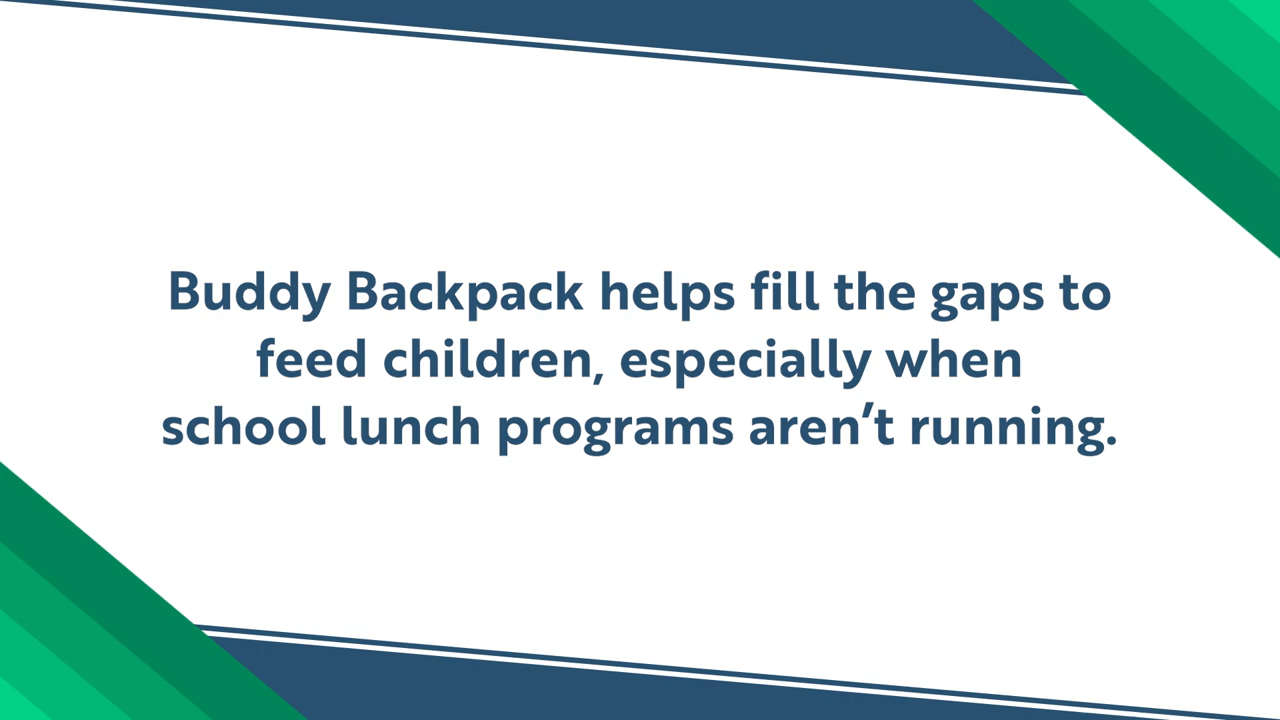 Buddy Backpack helps fill the gaps to
feed children, especially when
school lunch programs aren’t running.